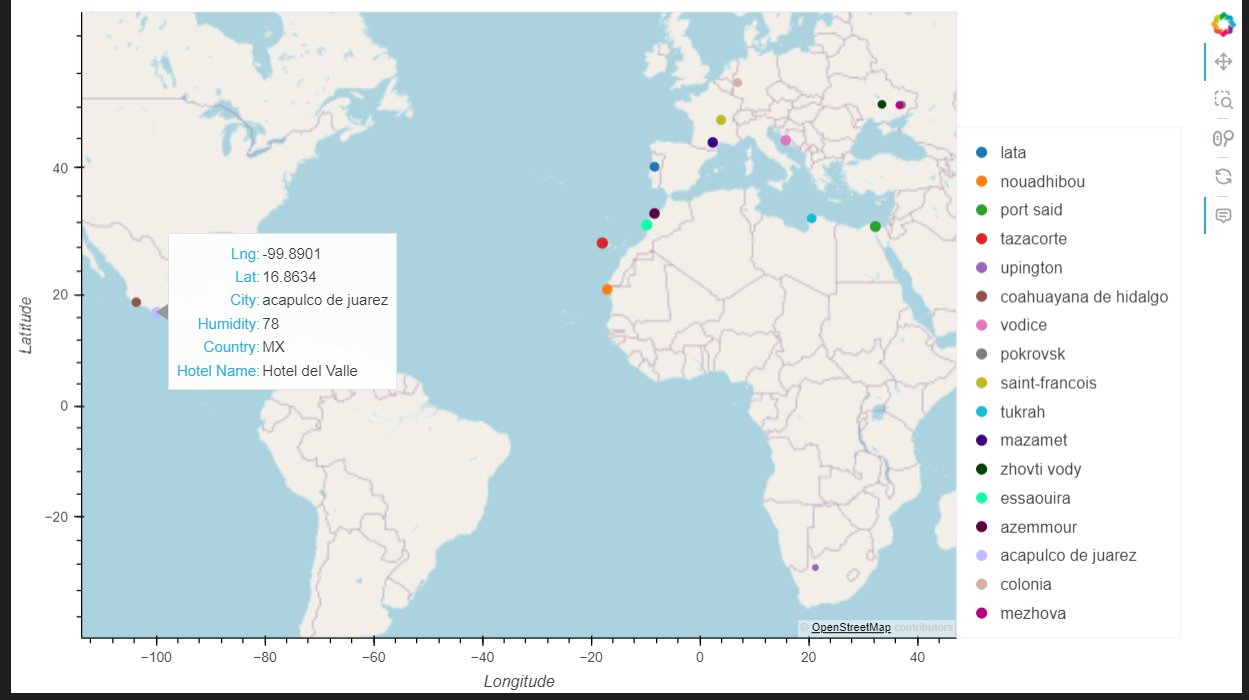 Latitude
40
20
0
−20
Lng: -99.8901
Lat: 16.8634
City: acapulco de juarez
Humidity: 78
Country: MX
Hotel Name: Hotel del Valle
lata
nouadhibou
port said
tazacorte
upington
coahuayana de hidalgo
vodice
pokrovsk
saint-francois
tukrah
mazamet
zhovti vody
essaouira
azemmour
acapulco de juarez
colonia
mezhova
© OpenStreetMap contributors
−100 −80 −60 −40 −20 0 20 40
Longitude